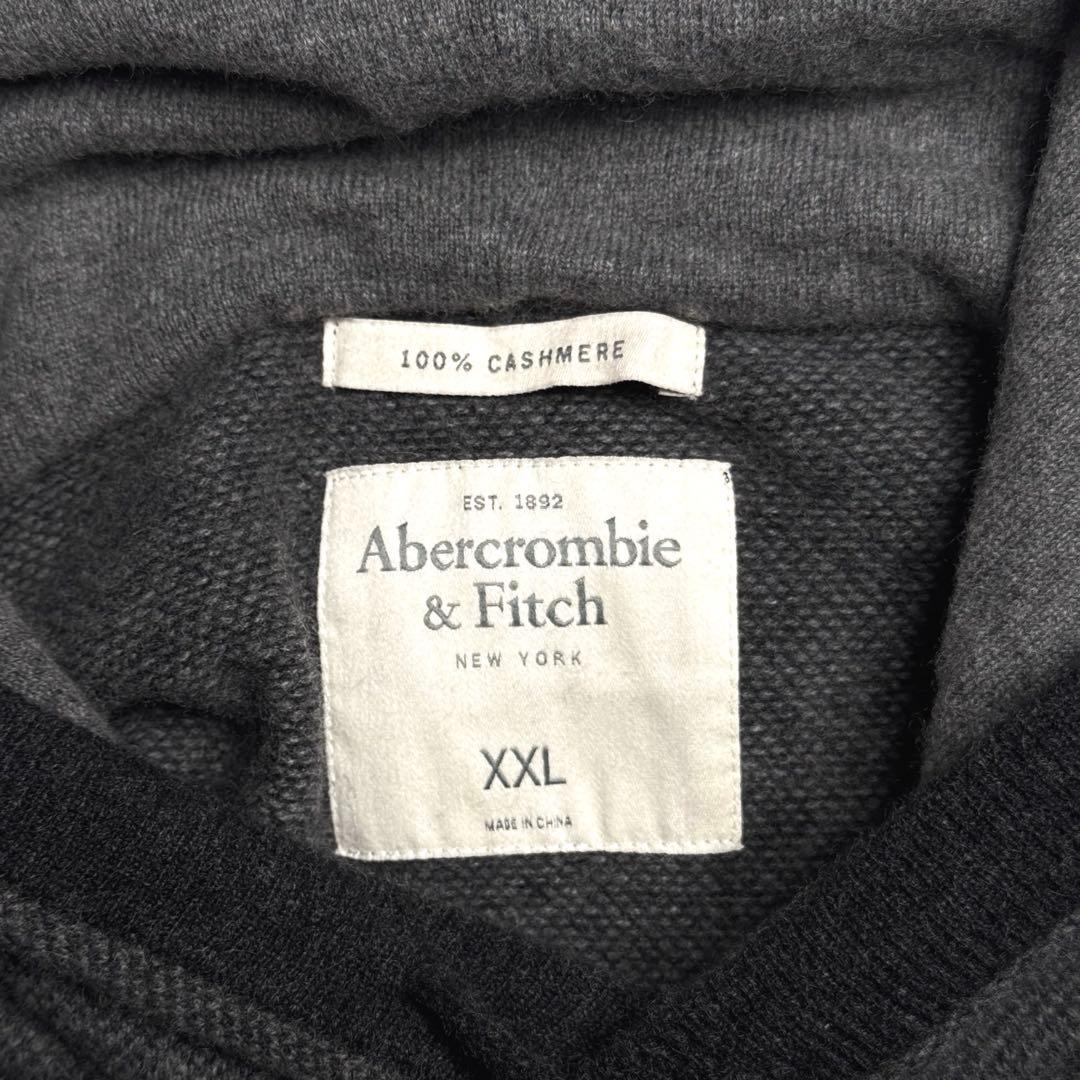 100% CASHMERE
EST. 1892
Abercrombie
& Fitch
NEW YORK
XXL
MADE IN CHINA